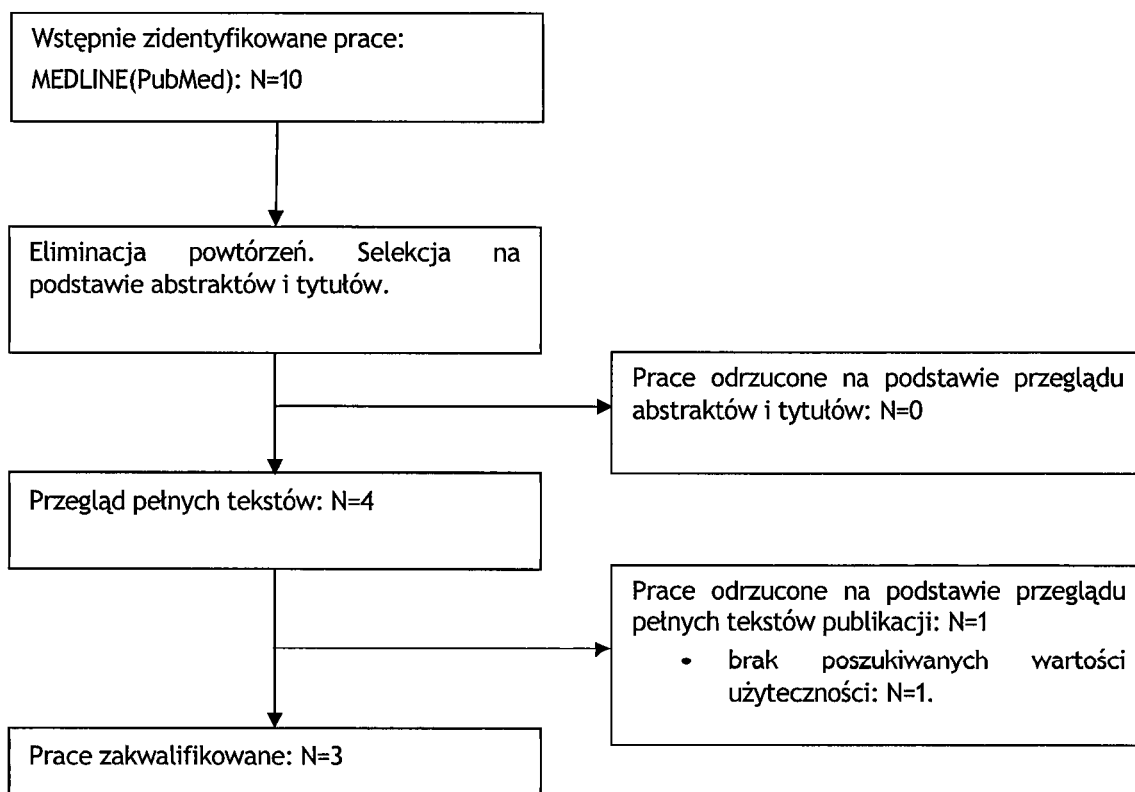 Wstępnie zidentyfikowane prace:
MEDLINE(PubMed): N=10
Eliminacja powtórzeń. Selekcja na
podstawie abstraktów i tytułów.
Prace odrzucone na podstawie przeglądu
abstraktów i tytułów: N=0
Przegląd pełnych tekstów: N=4
Prace odrzucone na podstawie przeglądu
pełnych tekstów publikacji: N=1
• brak poszukiwanych wartości
użyteczności: N=1.
Prace zakwalifikowane: N=3